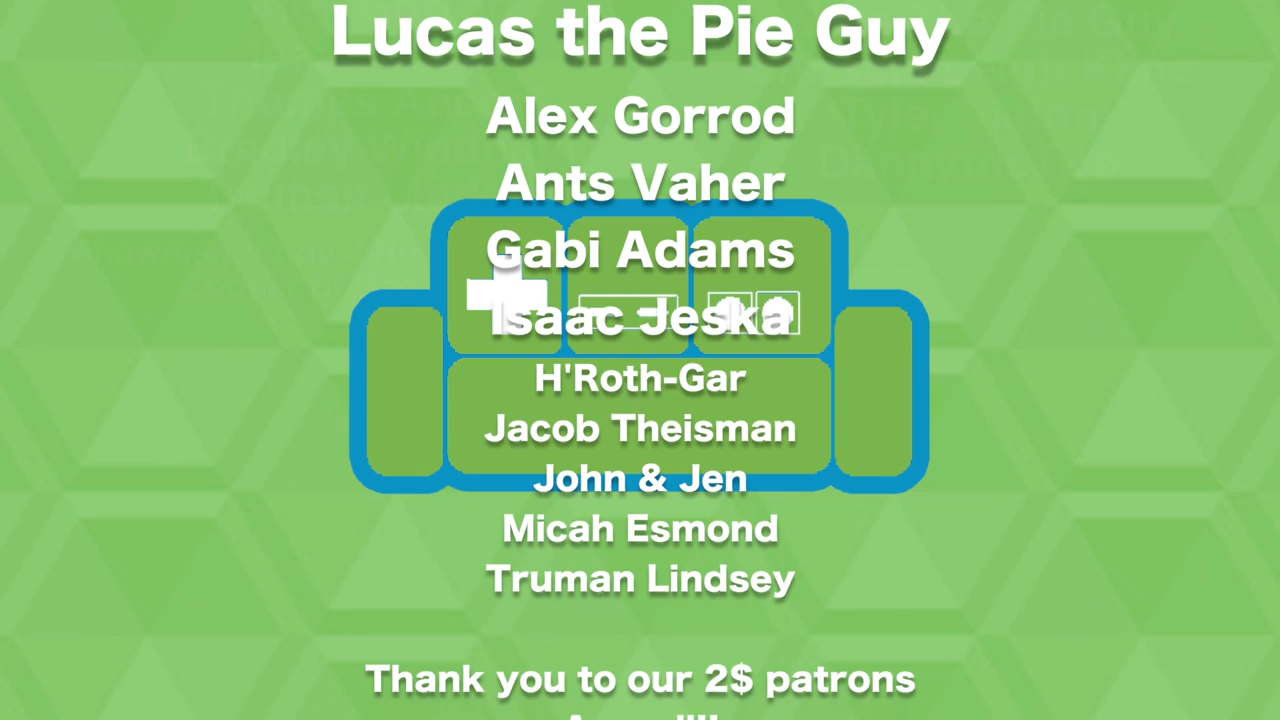 Lucas the Pie Guy
Alex Gorrod
Ants Vaher
Gabi Adams
Isaac Jeska
H'Roth-Gar
Jacob Theisman
John & Jen
Micah Esmond
Truman Lindsey
Thank you to our 2$ patrons